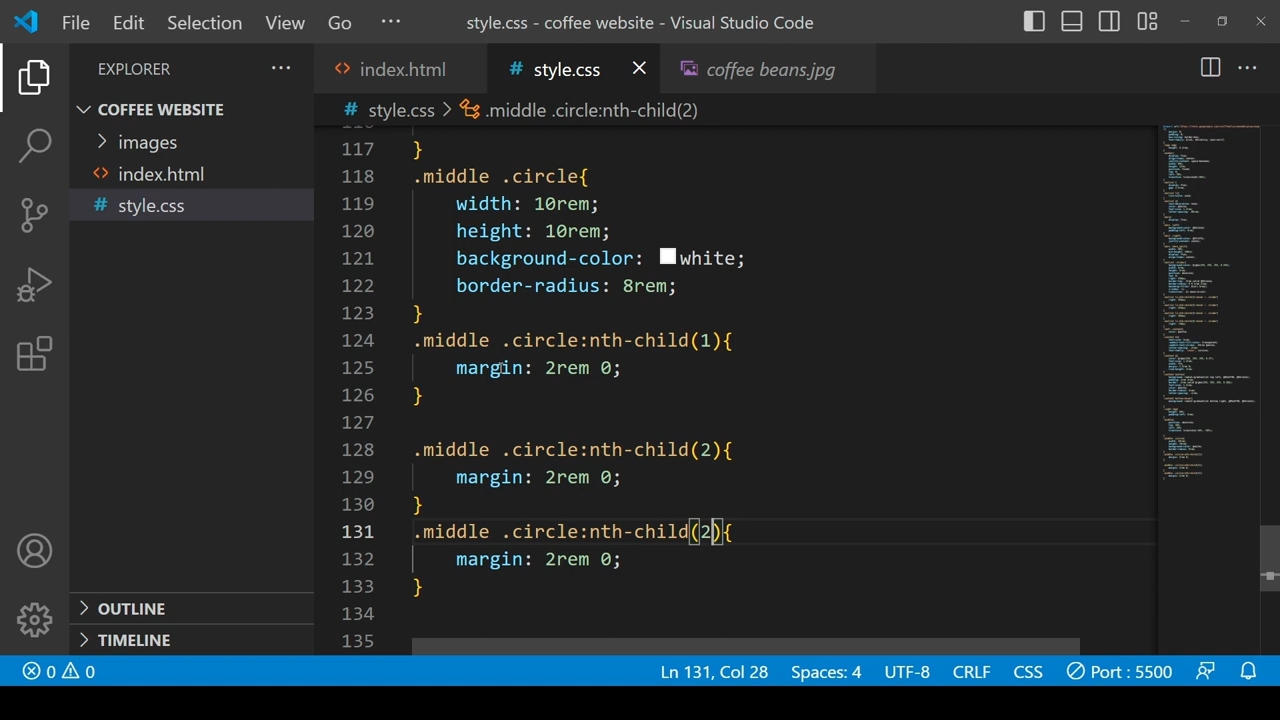 File Edit Selection View Go ··· style.css - coffee website - Visual Studio Code
EXPLORER ···
index.html style.css coffee beans.jpg
COFFEE WEBSITE
style.css > .middle .circle:nth-child(2)
images
index.html
style.css
117 }
118 .middle .circle{
119 width: 10rem;
120 height: 10rem;
121 background-color: white;
122 border-radius: 8rem;
123 }
124 .middle .circle:nth-child(1){
125 margin: 2rem 0;
126 }
127
128 .middle .circle:nth-child(2){
129 margin: 2rem 0;
130 }
131 .middle .circle:nth-child(2){
132 margin: 2rem 0;
133 }
134
135
OUTLINE
TIMELINE
0 0 Ln 131, Col 28 Spaces: 4 UTF-8 CRLF CSS Port : 5500